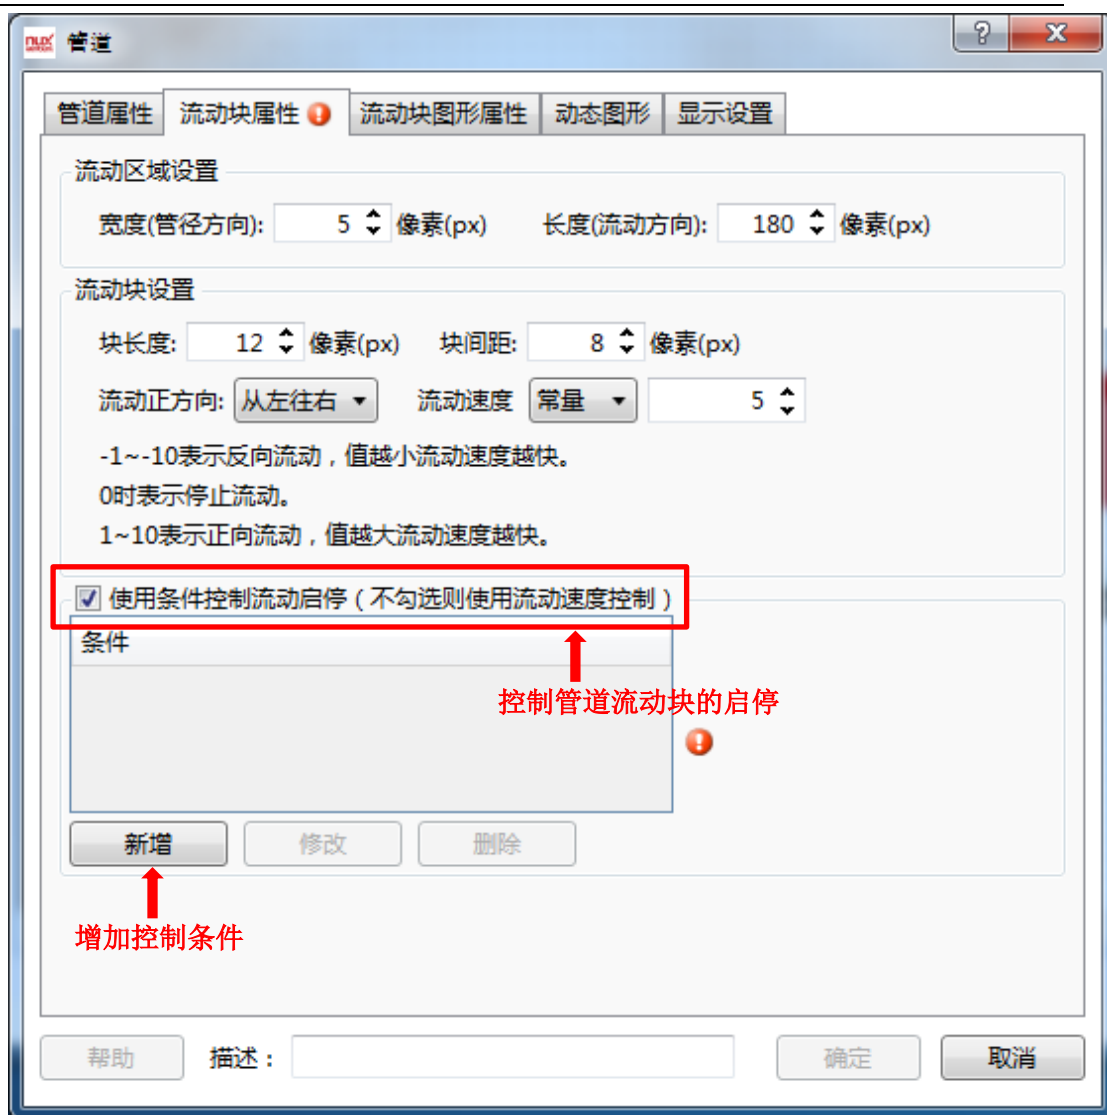 管道
管道属性 流动块属性 流动块图形属性 动态图形 显示设置
流动区域设置
宽度(管径方向): 5 像素(px) 长度(流动方向): 180 像素(px)
流动块设置
块长度: 12 像素(px) 块间距: 8 像素(px)
流动正方向: 从左往右 流动速度 常量 5
-1~-10表示反向流动，值越小流动速度越快。
0时表示停止流动。
1~10表示正向流动，值越大流动速度越快。
使用条件控制流动启停（不勾选则使用流动速度控制）
条件
控制管道流动块的启停
新增 修改 删除
增加控制条件
帮助 描述： 确定 取消